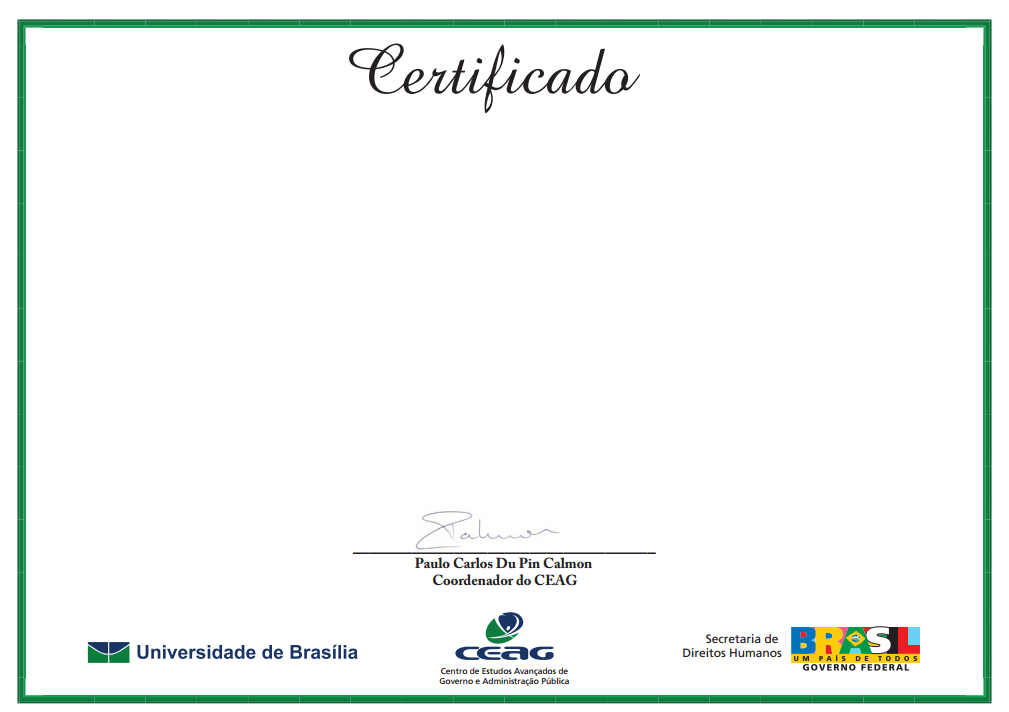 Certificado
Paulo Carlos Du Pin Calmon
Coordenador do CEAG
Universidade de Brasília
CEAG
Centro de Estudos Avançados de
Governo e Administração Pública
Secretaria de
Direitos Humanos
BRASIL
UM PAÍS DE TODOS
GOVERNO FEDERAL